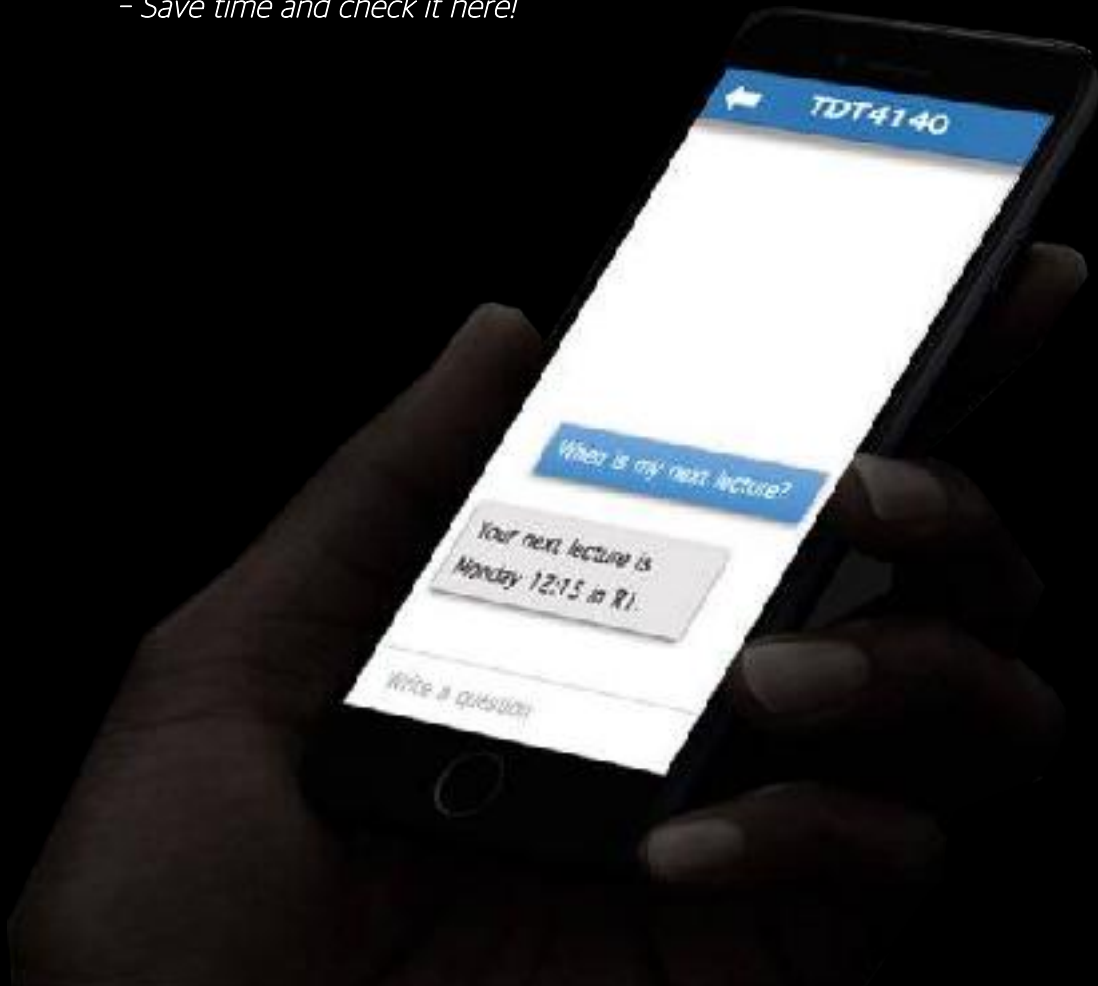 – Save time and check it here!
TDT4140
When is my next lecture?
Your next lecture is
Monday 12:15 in R1.
Write a question